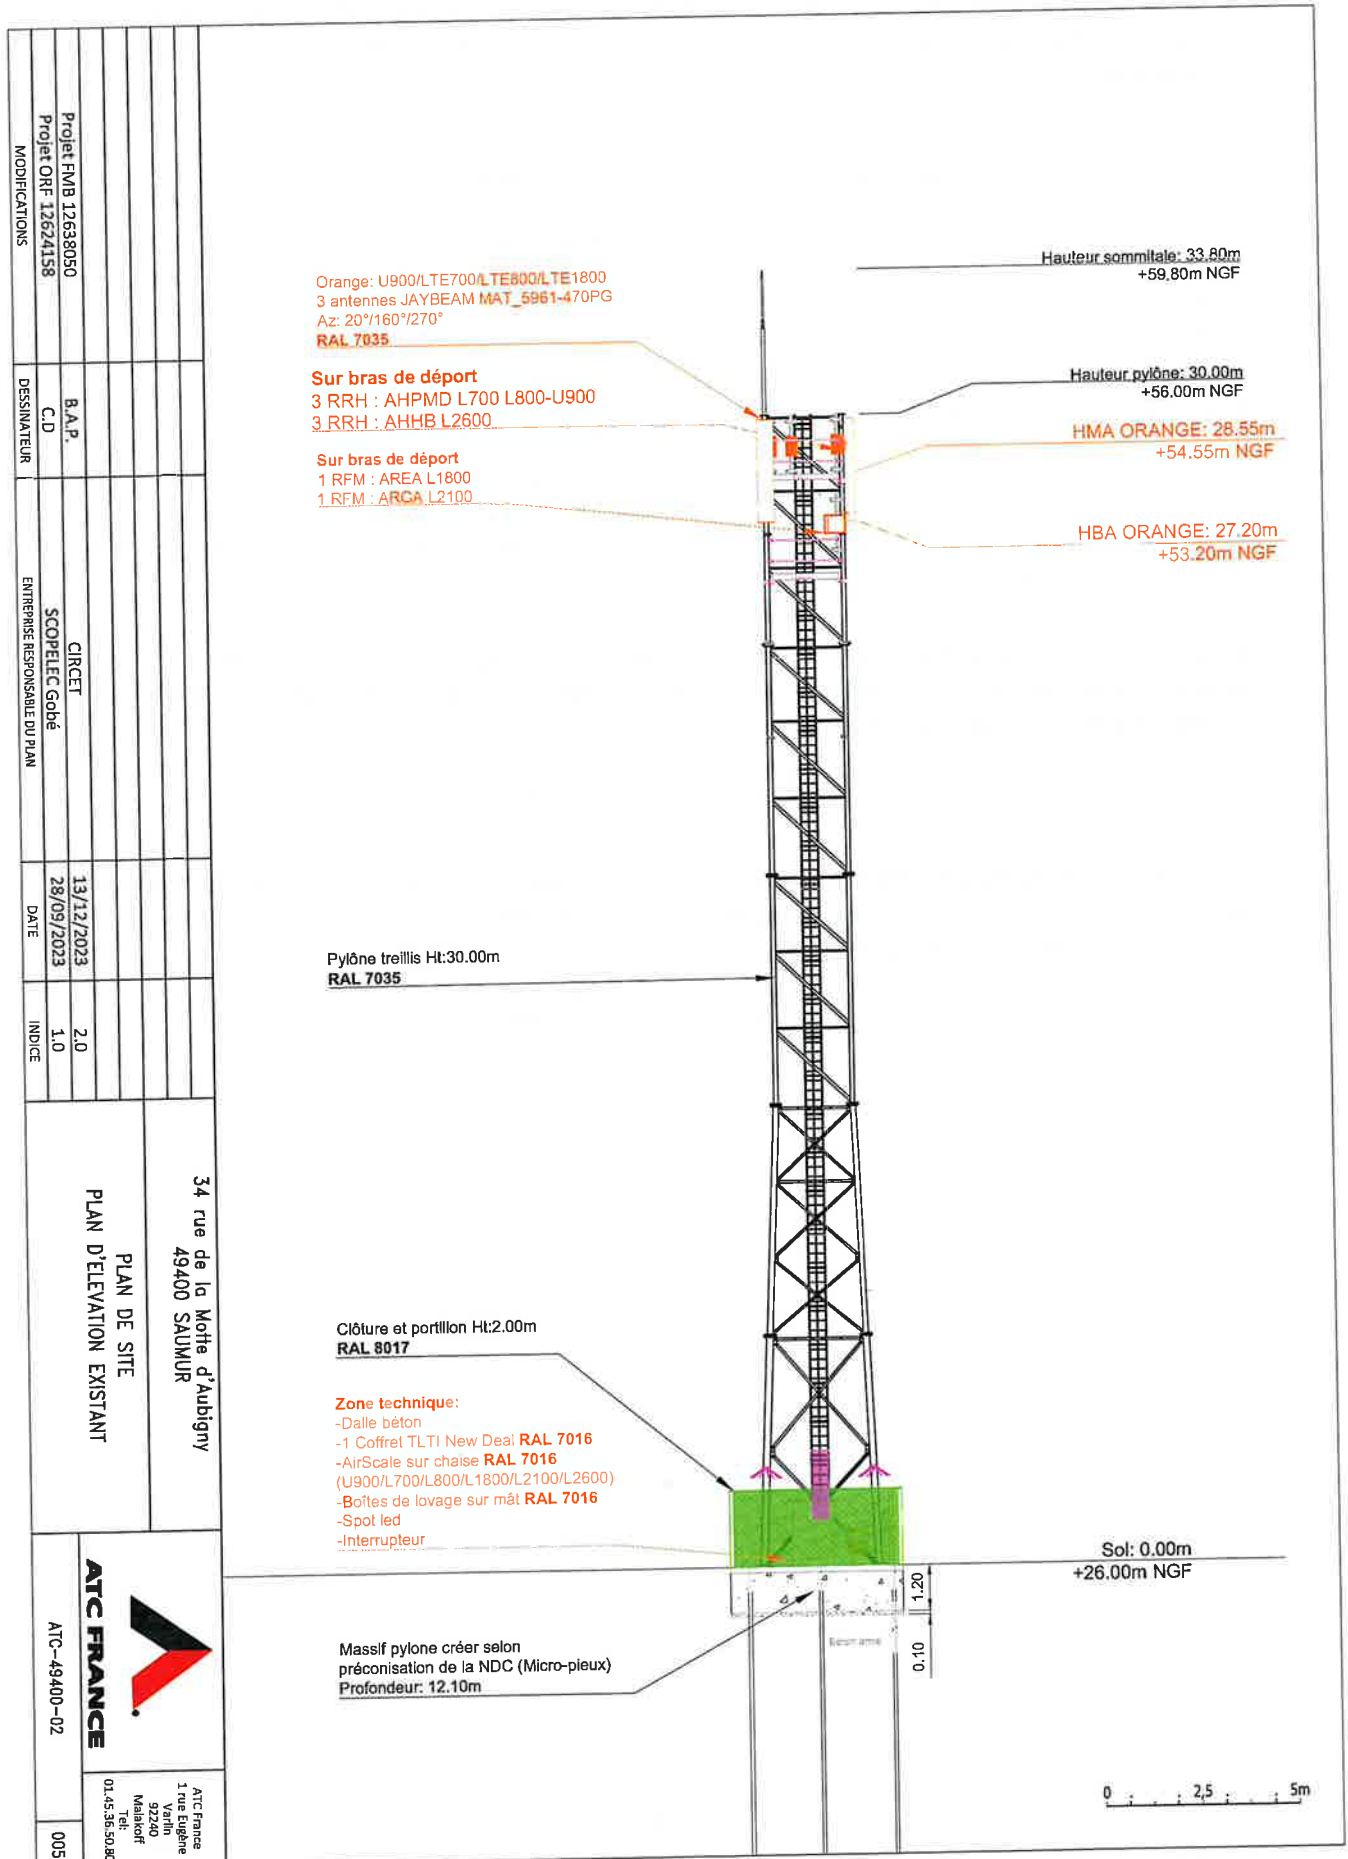 Hauteur sommitale: 33.80m
+59.80m NGF
Orange: U900/LTE700/LTE800/LTE1800
3 antennes JAYBEAM MAT_5961-470PG
Az: 20°/160°/270°
RAL 7035
Hauteur pylône: 30.00m
+56.00m NGF
Sur bras de déport
3 RRH : AHPMD L700 L800-U900
3 RRH : AHHB L2600
HMA ORANGE: 28.55m
+54.55m NGF
Sur bras de déport
1 RFM : AREA L1800
1 RFM : ARCA L2100
HBA ORANGE: 27.20m
+53.20m NGF
Pylône treillis Ht:30.00m
RAL 7035
Clôture et portillon Ht:2.00m
RAL 8017
Zone technique:
-Dalle béton
-1 Coffret TLTI New Deal RAL 7016
-AirScale sur chaise RAL 7016
(U900/L700/L800/L1800/L2100/L2600)
-Boîtes de lovage sur mât RAL 7016
-Spot led
-Interrupteur
Sol: 0.00m
+26.00m NGF
1.20
0.10
Béton armé
Massif pylone créer selon
préconisation de la NDC (Micro-pieux)
Profondeur: 12.10m
0 2,5 5m
Projet FMB 12638050 B.A.P. CIRCET 13/12/2023 2.0
Projet ORF 12624158 C.D SCOPELEC Gobé 28/09/2023 1.0
MODIFICATIONS DESSINATEUR ENTREPRISE RESPONSABLE DU PLAN DATE INDICE
34 rue de la Motte d'Aubigny
49400 SAUMUR
PLAN DE SITE
PLAN D'ELEVATION EXISTANT
ATC FRANCE
ATC France
1 rue Eugène
Varlin
92240
Malakoff
Tel:
01.45.36.50.80
ATC-49400-02
005